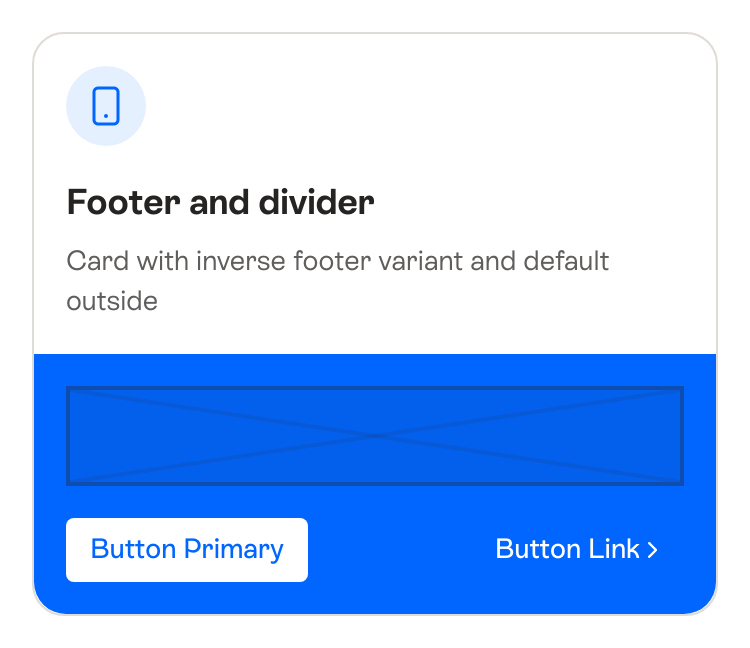 Footer and divider
Card with inverse footer variant and default
outside
Button Primary
Button Link